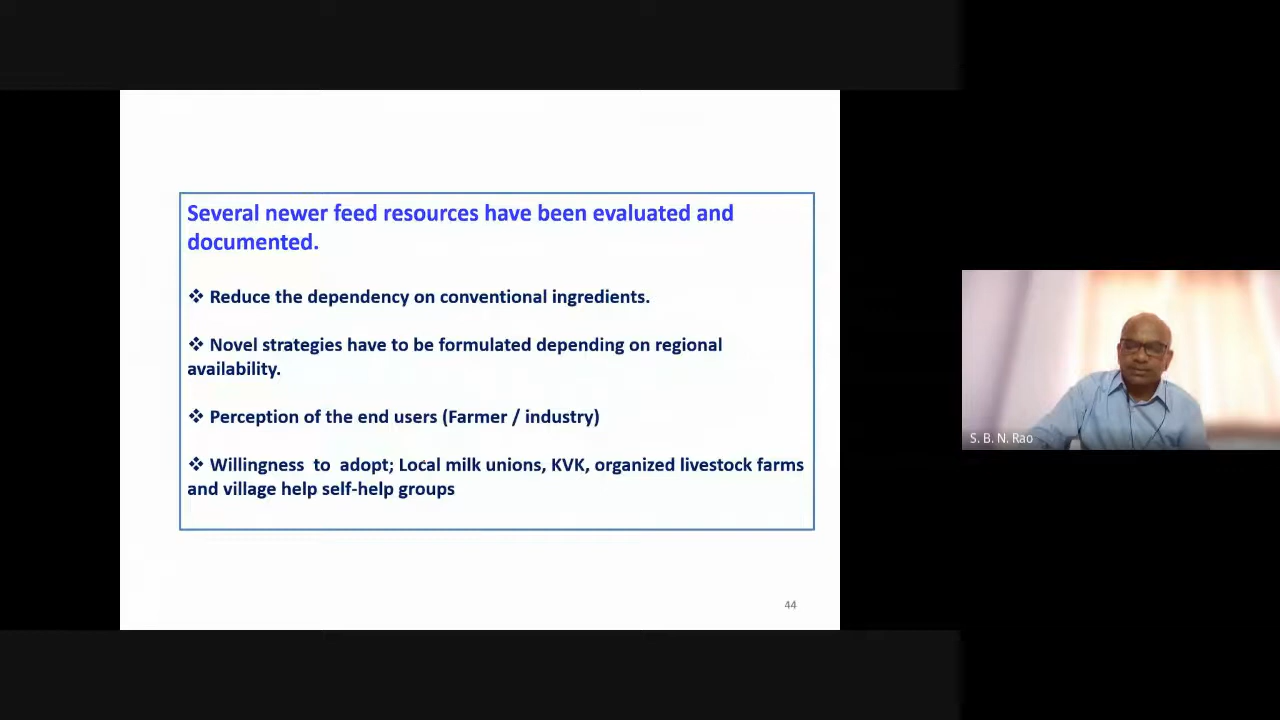 Several newer feed resources have been evaluated and
documented.
❖ Reduce the dependency on conventional ingredients.
❖ Novel strategies have to be formulated depending on regional
availability.
❖ Perception of the end users (Farmer / industry)
❖ Willingness to adopt; Local milk unions, KVK, organized livestock farms
and village help self-help groups
44
S. B. N. Rao